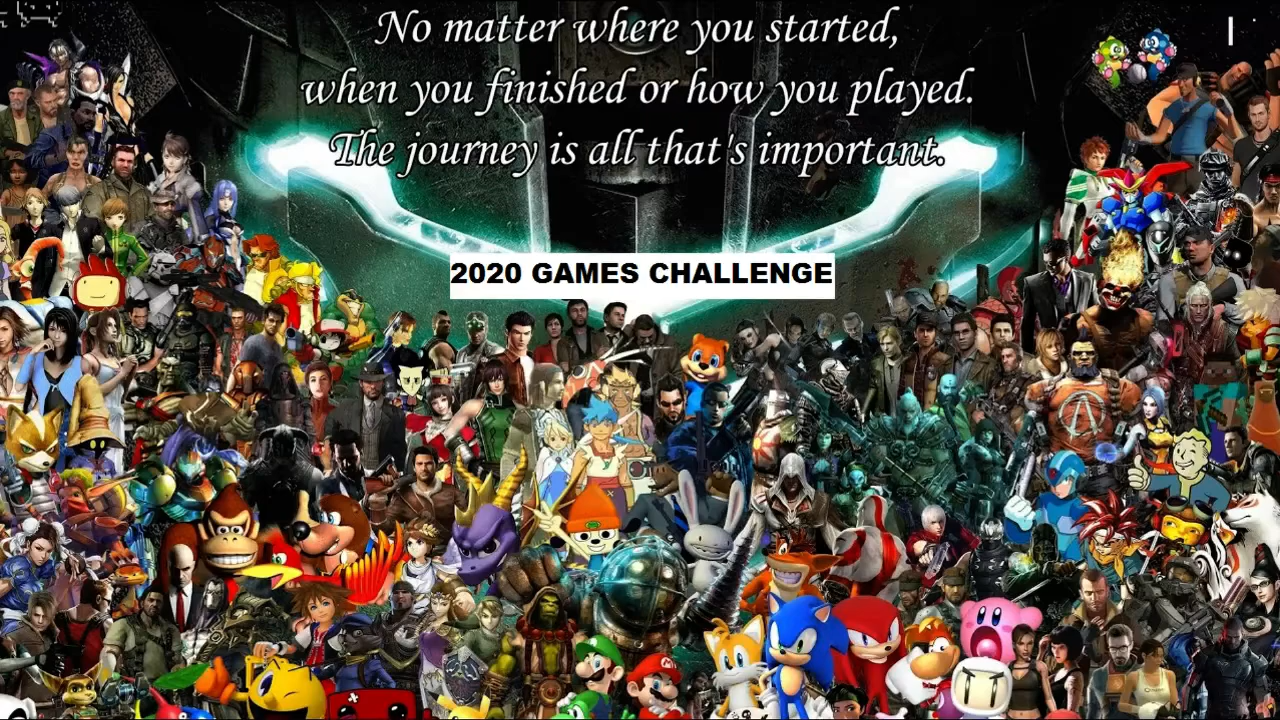 No matter where you started,
when you finished or how you played.
The journey is all that's important.
2020 GAMES CHALLENGE